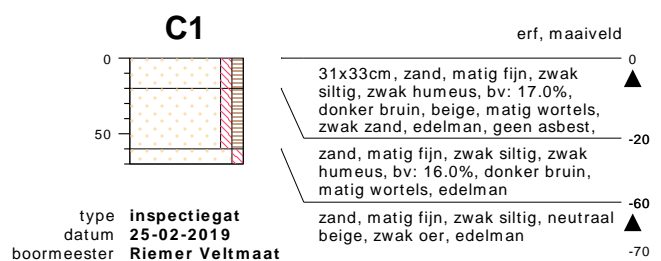 C1
erf, maaiveld
0
0
31x33cm, zand, matig fijn, zwak
siltig, zwak humeus, bv: 17.0%,
donker bruin, beige, matig wortels,
zwak zand, edelman, geen asbest,
50
-20
zand, matig fijn, zwak siltig, zwak
humeus, bv: 16.0%, donker bruin,
matig wortels, edelman
-60
zand, matig fijn, zwak siltig, neutraal
beige, zwak oer, edelman
-70
type inspectiegat
datum 25-02-2019
boormeester Riemer Veltmaat